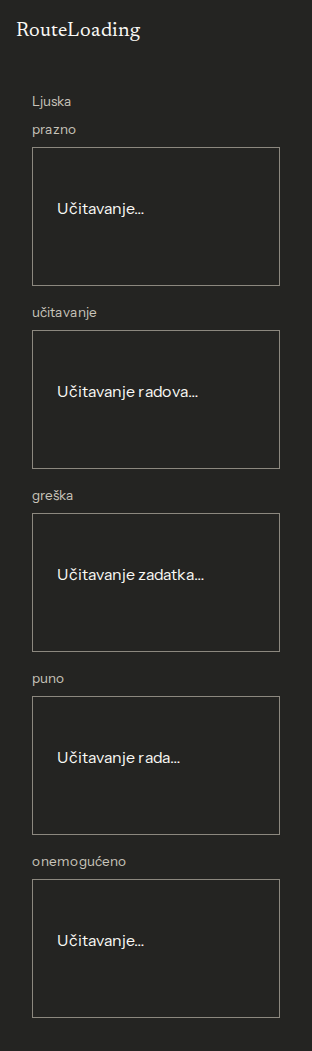 RouteLoading
Ljuska
prazno
Učitavanje...
učitavanje
Učitavanje radova...
greška
Učitavanje zadatka...
puno
Učitavanje rada...
onemogućeno
Učitavanje...